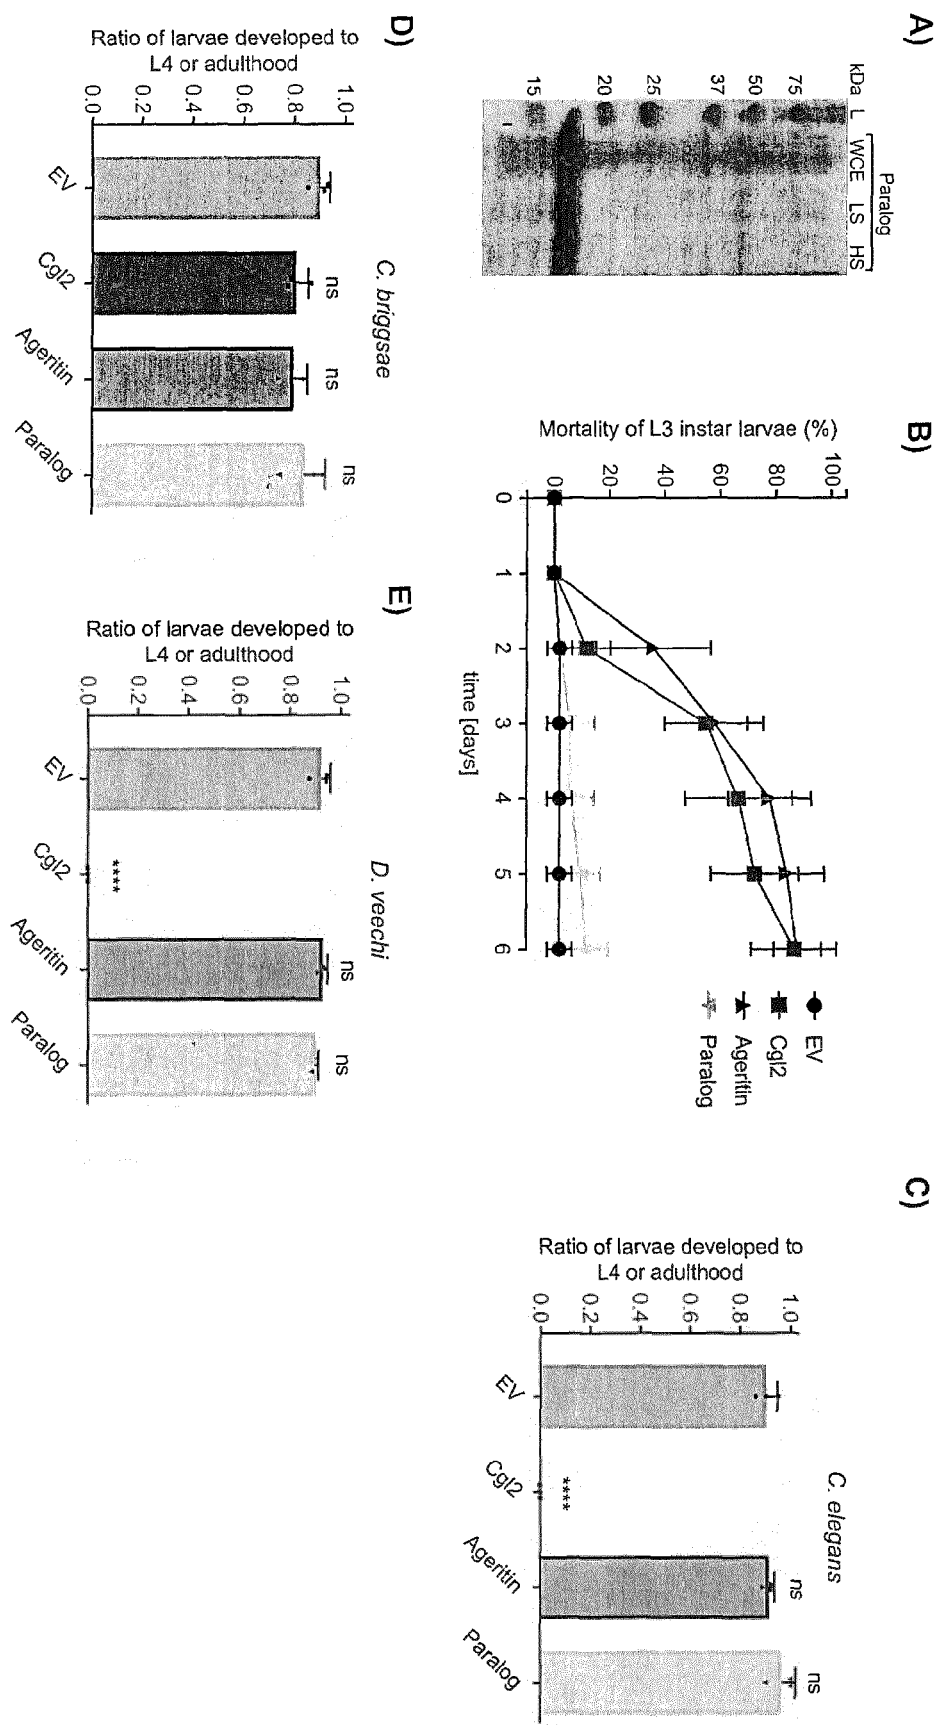 A)
kDa L WCE LS HS
Paralog
75
50
37
25
20
15
B)
Mortality of L3 instar larvae (%)
100
80
60
40
20
0
0 1 2 3 4 5 6
time [days]
EV
Cgl2
Ageritin
Paralog
C)
C. elegans
Ratio of larvae developed to
L4 or adulthood
1.0
0.8
0.6
0.4
0.2
0.0
**** ns ns
EV Cgl2 Ageritin Paralog
D)
C. briggsae
Ratio of larvae developed to
L4 or adulthood
1.0
0.8
0.6
0.4
0.2
0.0
ns ns ns
EV Cgl2 Ageritin Paralog
E)
D. veechi
Ratio of larvae developed to
L4 or adulthood
1.0
0.8
0.6
0.4
0.2
0.0
**** ns ns
EV Cgl2 Ageritin Paralog